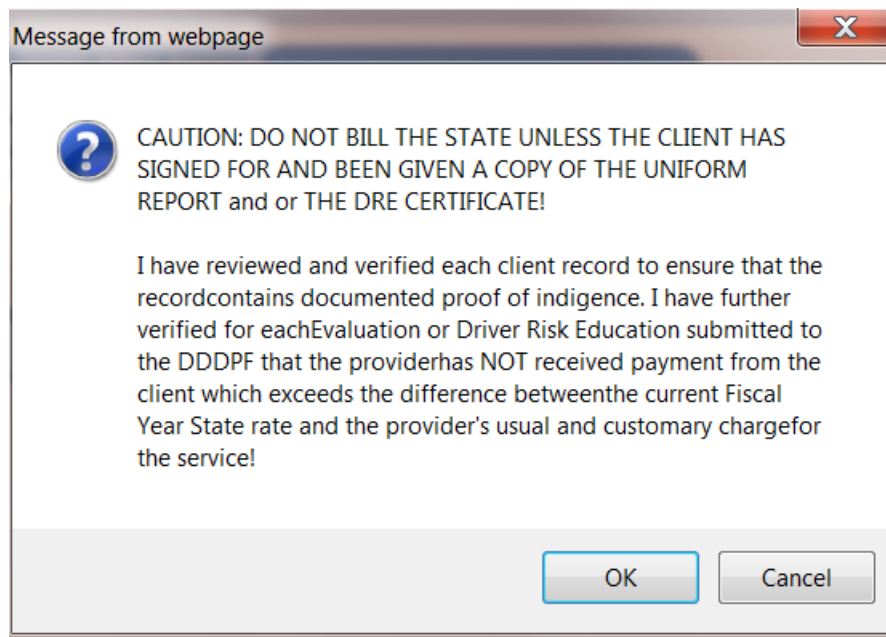 Message from webpage
X
?
CAUTION: DO NOT BILL THE STATE UNLESS THE CLIENT HAS
SIGNED FOR AND BEEN GIVEN A COPY OF THE UNIFORM
REPORT and or THE DRE CERTIFICATE!
I have reviewed and verified each client record to ensure that the
recordcontains documented proof of indigence. I have further
verified for eachEvaluation or Driver Risk Education submitted to
the DDDPF that the providerhas NOT received payment from the
client which exceeds the difference betweenthe current Fiscal
Year State rate and the provider's usual and customary chargefor
the service!
OK
Cancel